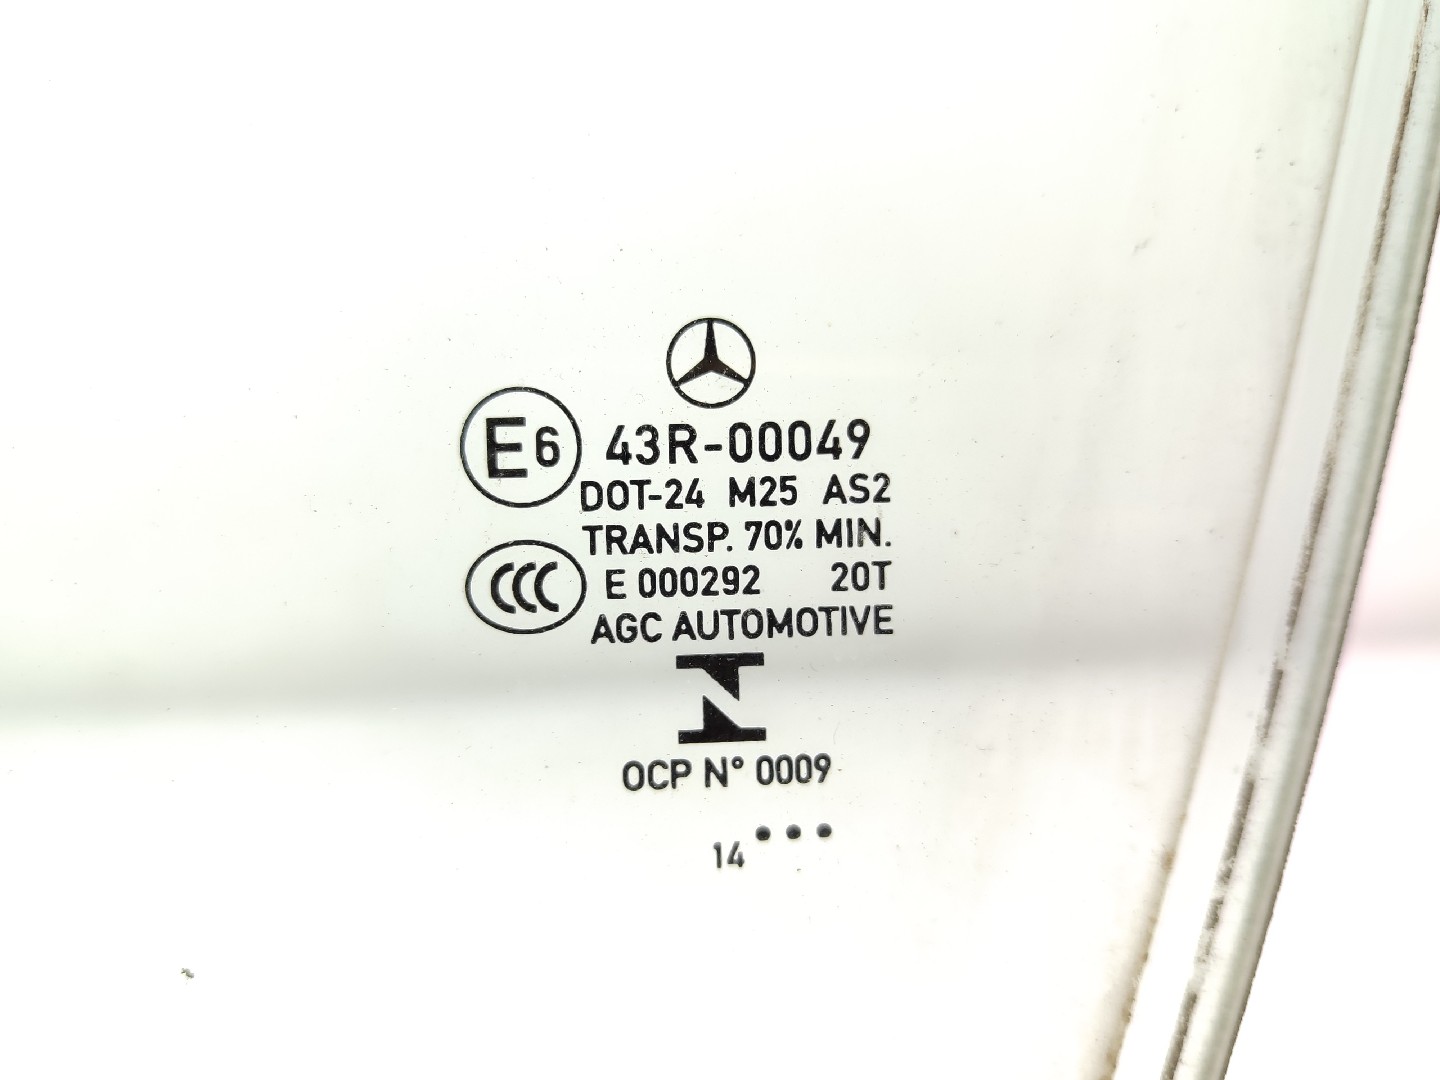 E6 43R-00049
DOT-24 M25 AS2
TRANSP. 70% MIN.
CCC E 000292 20T
AGC AUTOMOTIVE
OCP N° 0009
14 •••